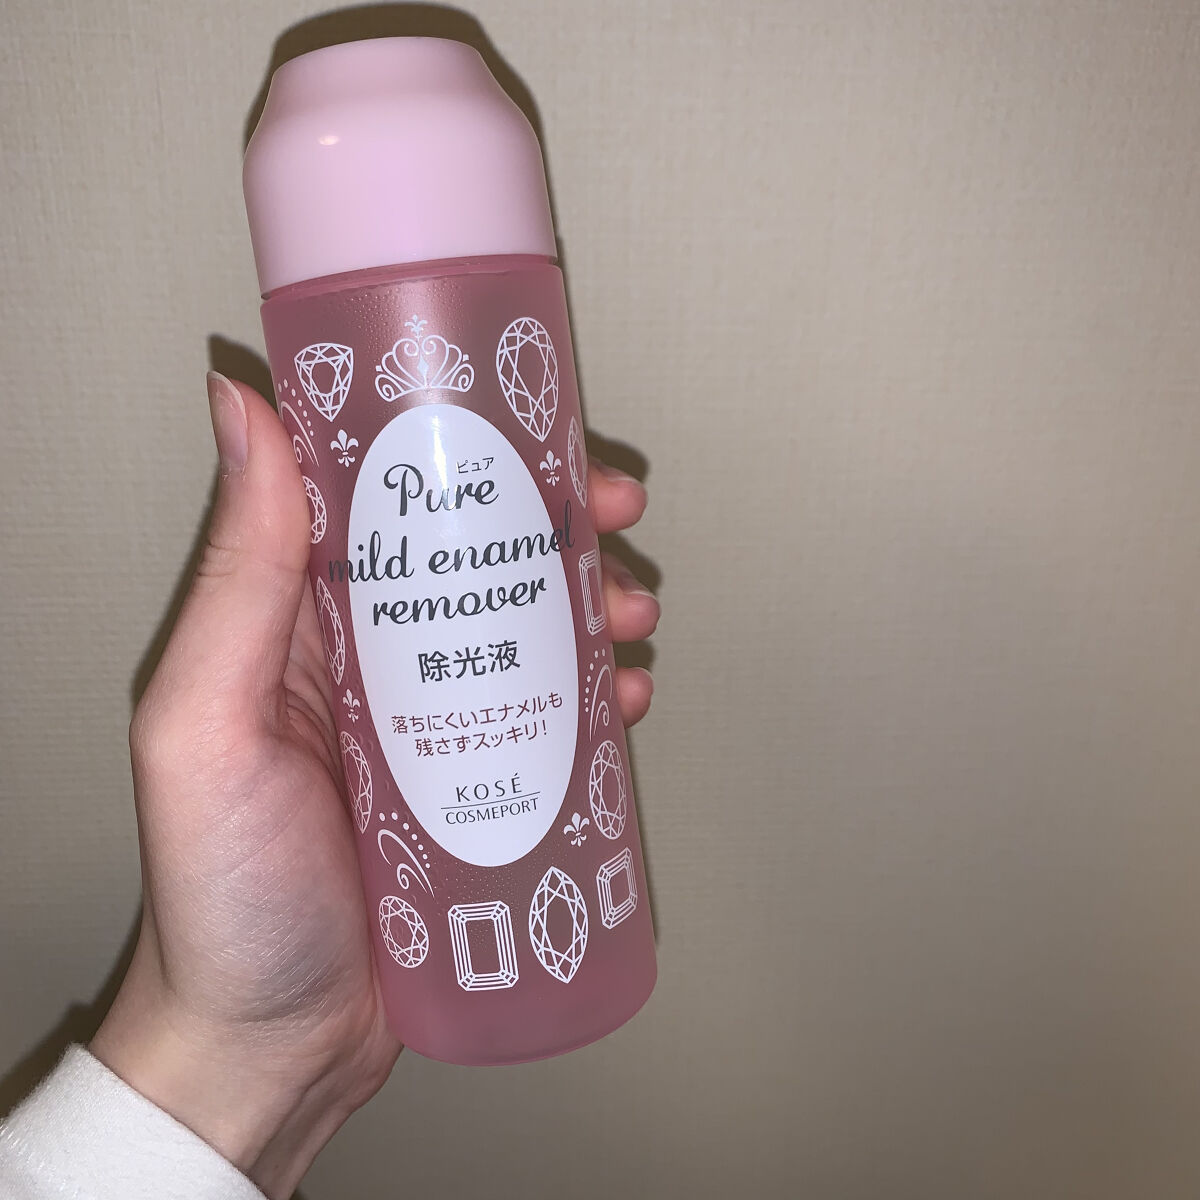 Pure
ピュア
mild enamel
remover
除光液
落ちにくいエナメルも
残さずスッキリ!
KOSÉ
COSMEPORT